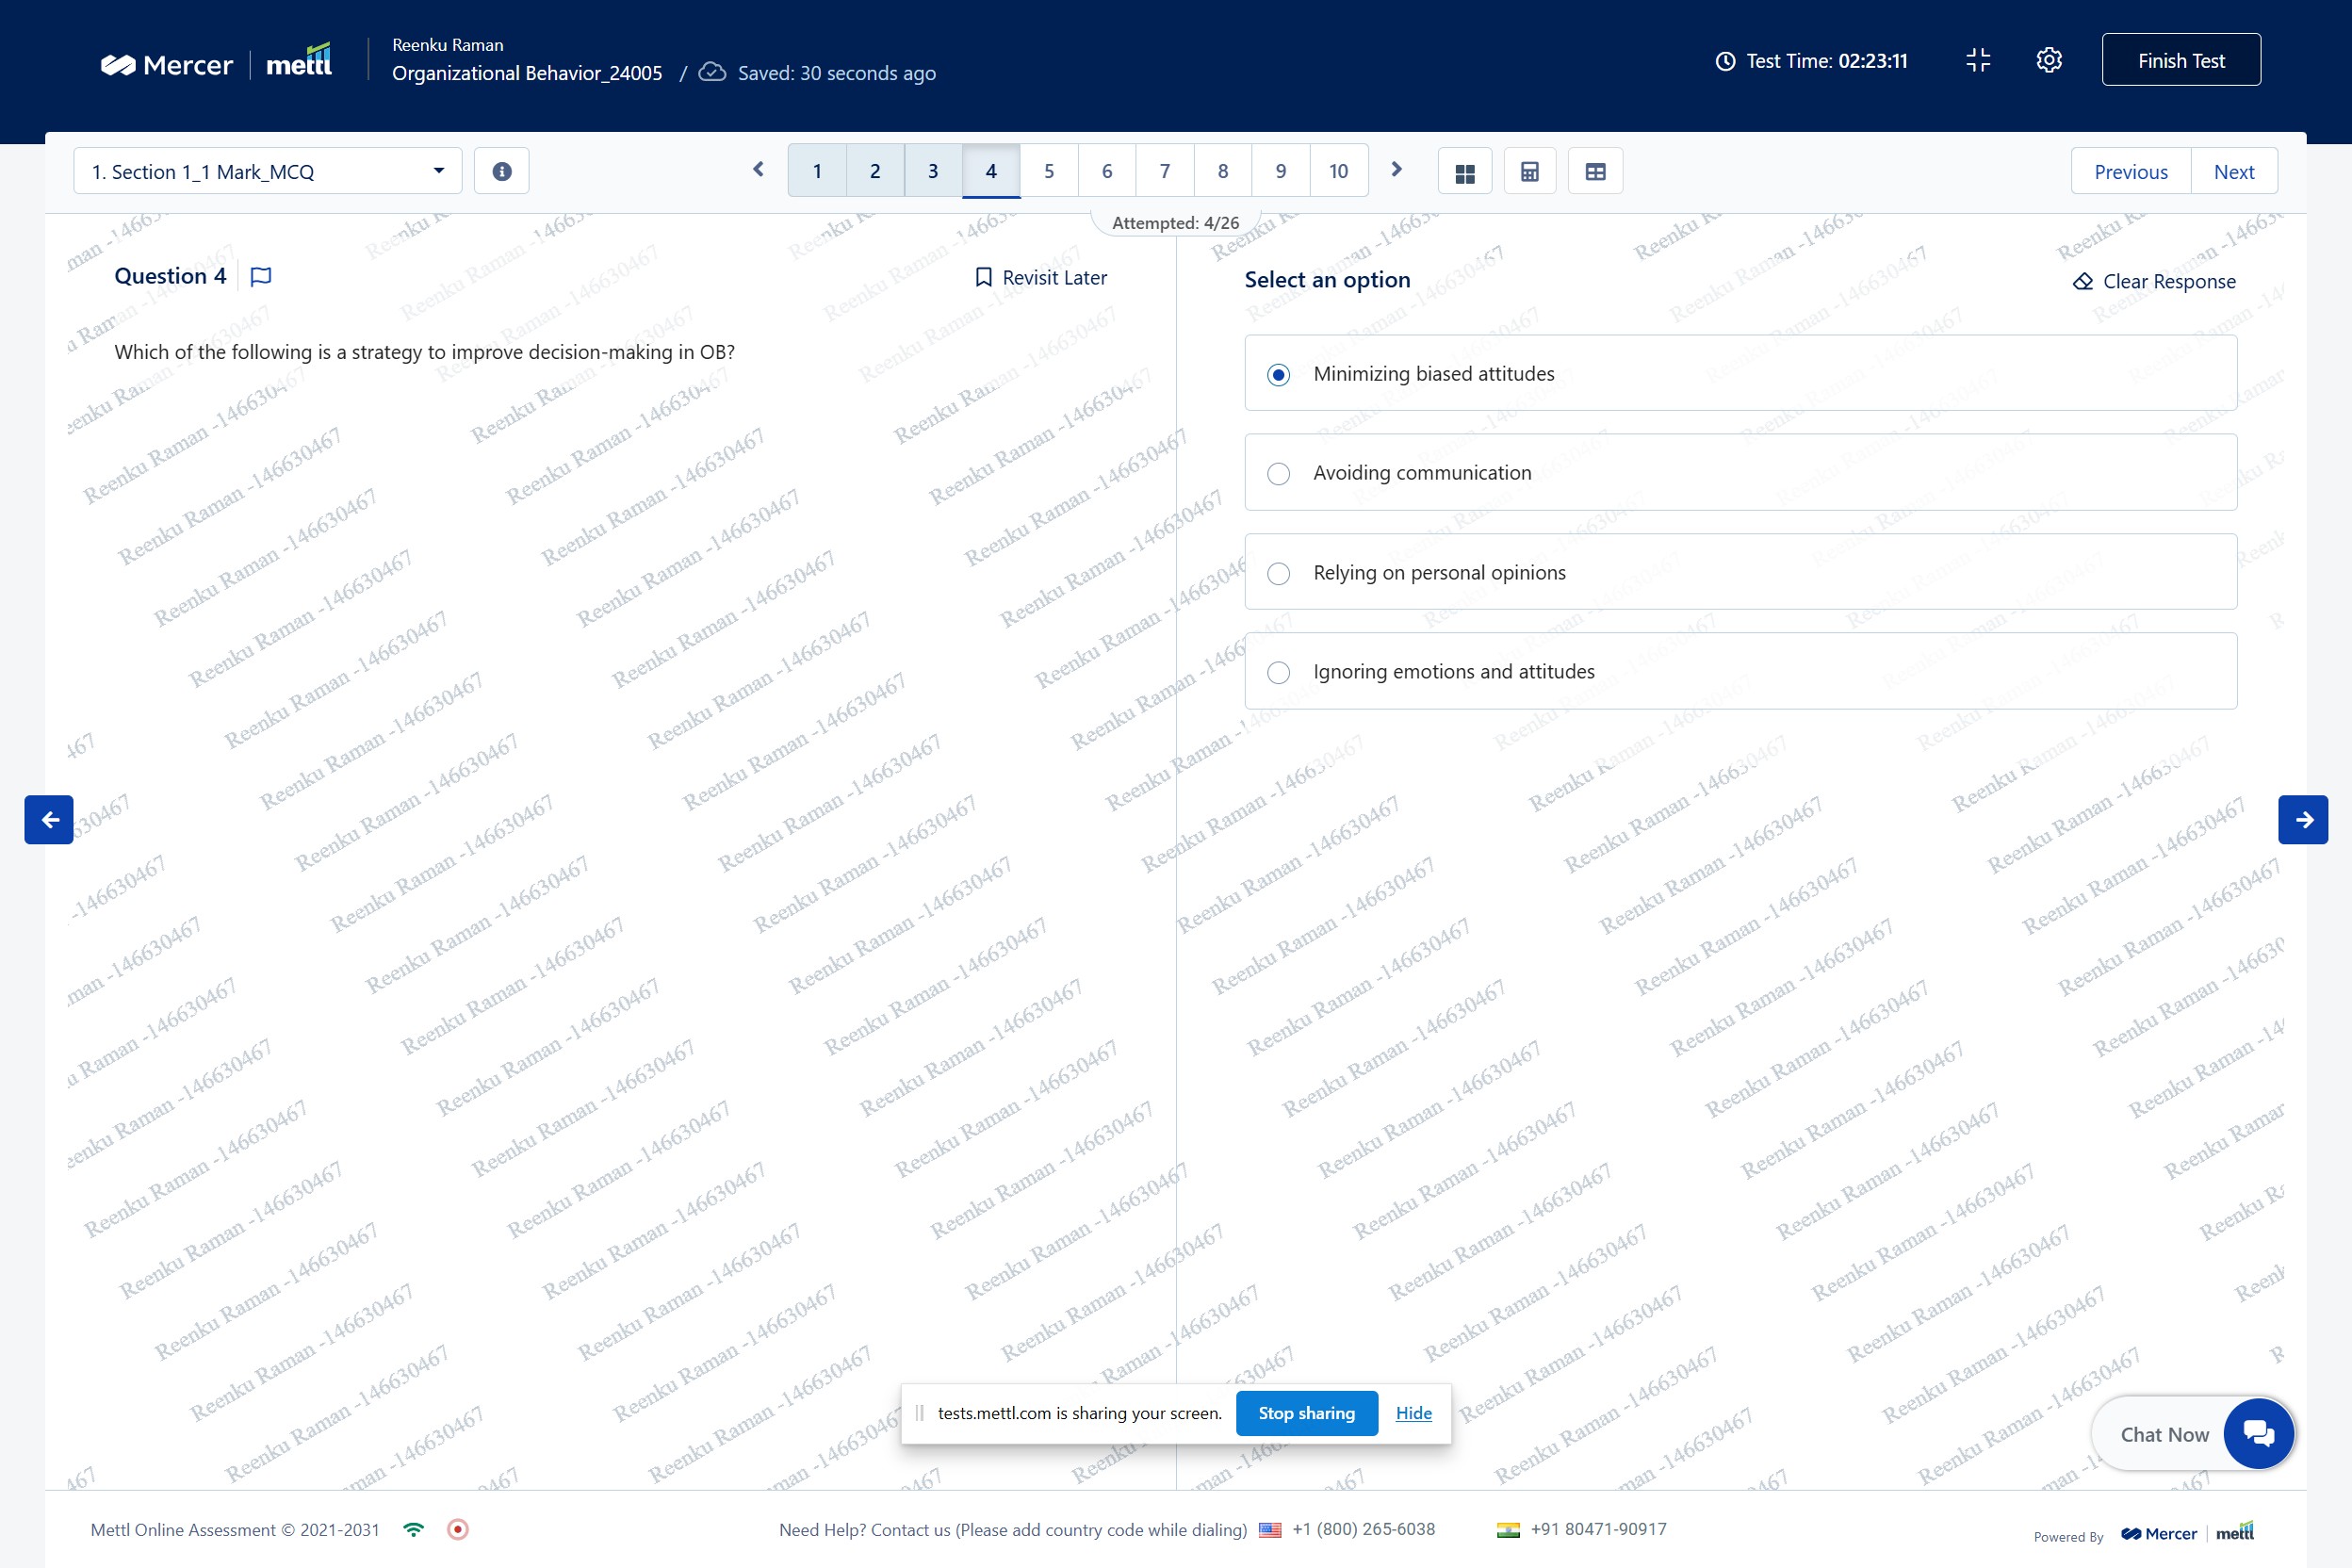 Mercer | mettl
Reenku Raman
Organizational Behavior_24005 / Saved: 30 seconds ago
Test Time: 02:23:11
Finish Test
1. Section 1_1 Mark_MCQ
1 2 3 4 5 6 7 8 9 10
Previous Next
Attempted: 4/26
Question 4
Revisit Later
Which of the following is a strategy to improve decision-making in OB?
Select an option
Clear Response
Minimizing biased attitudes
Avoiding communication
Relying on personal opinions
Ignoring emotions and attitudes
Reenku Raman -146630467
tests.mettl.com is sharing your screen. Stop sharing Hide
Chat Now
Mettl Online Assessment © 2021-2031
Need Help? Contact us (Please add country code while dialing) +1 (800) 265-6038 +91 80471-90917
Powered By Mercer | mettl